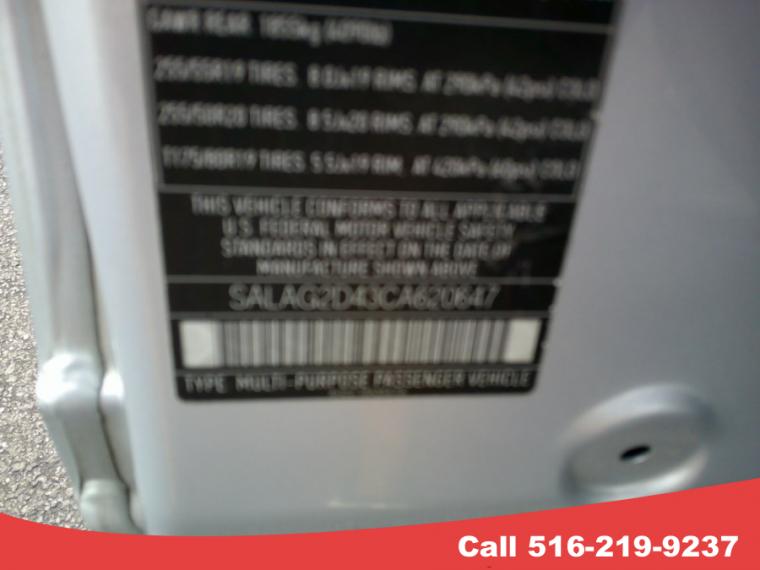 GAWR REAR 1855kg (4090lb)
255/55R19 TIRES. 8.0Jx19 RIMS. AT 290kPa (42psi) COLD
255/50R20 TIRES. 8.5Jx20 RIMS. AT 290kPa (42psi) COLD
T175/80R19 TIRES. 5.5Jx19 RIM. AT 420kPa (60psi) COLD
THIS VEHICLE CONFORMS TO ALL APPLICABLE
U.S. FEDERAL MOTOR VEHICLE SAFETY
STANDARDS IN EFFECT ON THE DATE OF
MANUFACTURE SHOWN ABOVE
SALAG2D43CA620647
TYPE: MULTI-PURPOSE PASSENGER VEHICLE
Call 516-219-9237